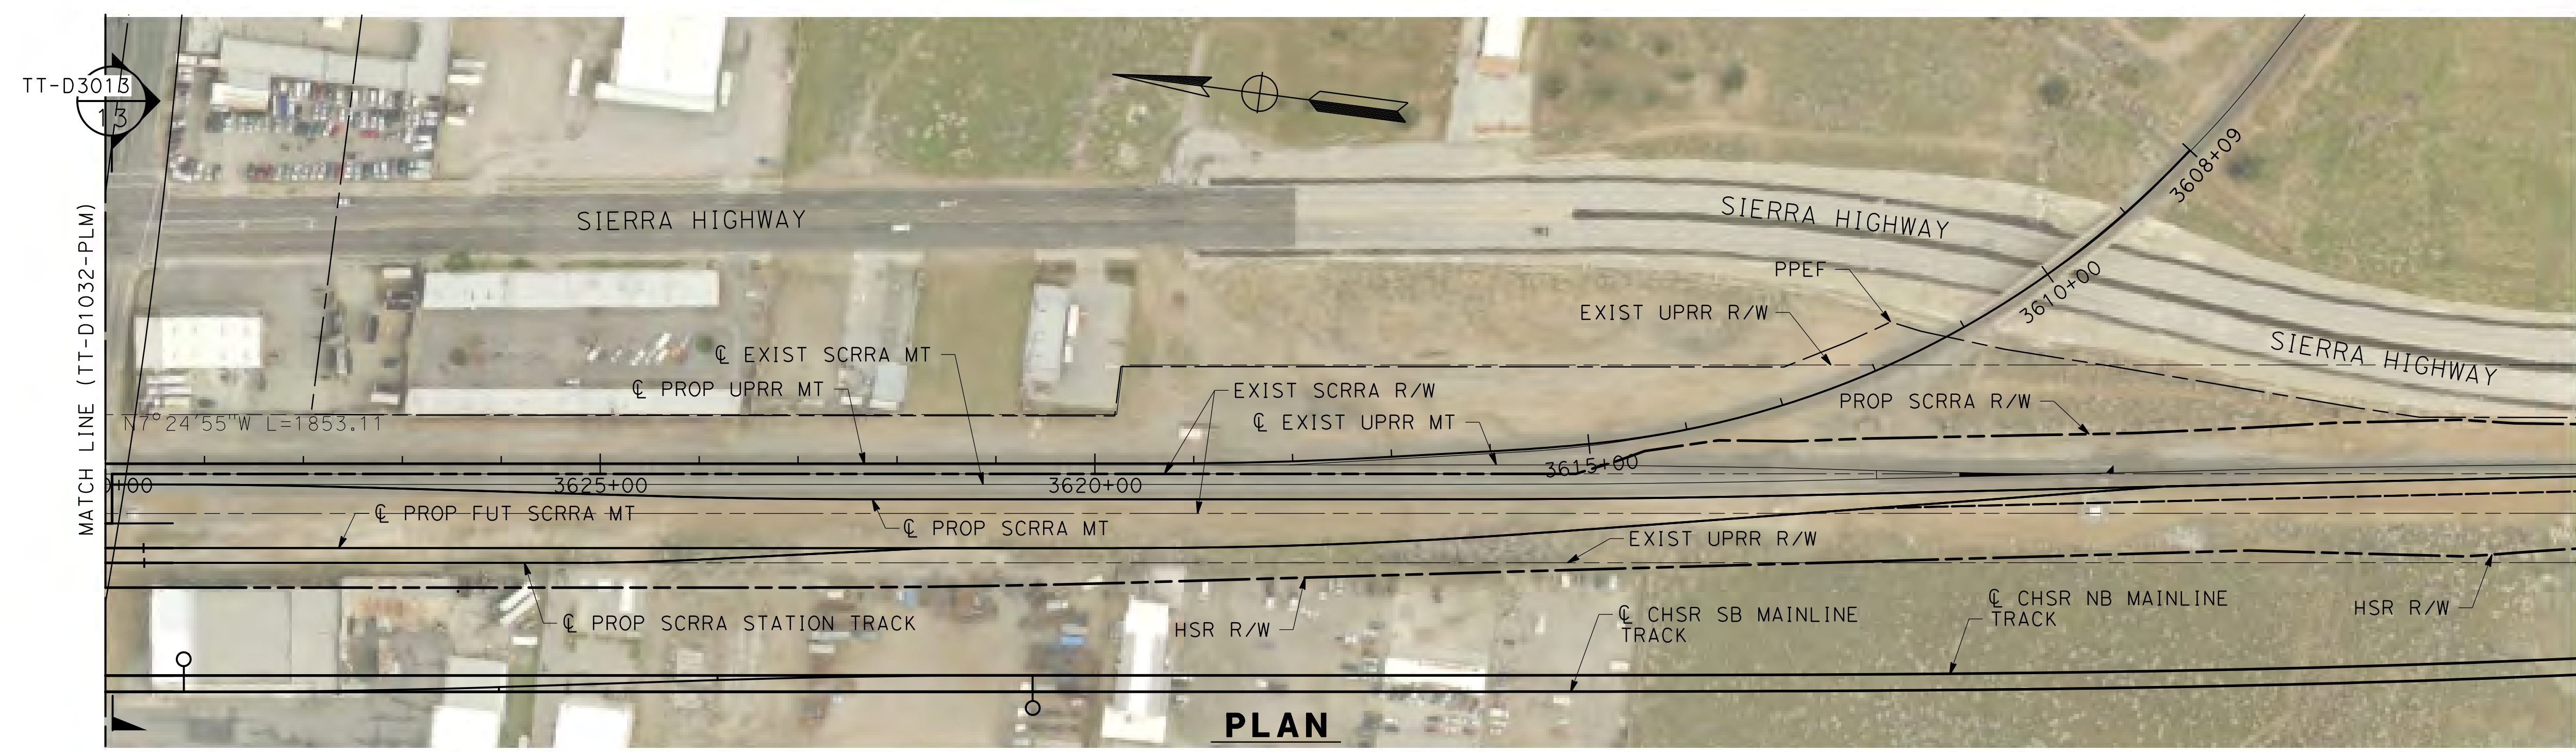 TT-D3013
13
MATCH LINE (TT-D1032-PLM)
SIERRA HIGHWAY
SIERRA HIGHWAY
SIERRA HIGHWAY
3608+09
3610+00
PPEF
EXIST UPRR R/W
℄ EXIST SCRRA MT
℄ PROP UPRR MT
EXIST SCRRA R/W
℄ EXIST UPRR MT
PROP SCRRA R/W
N7°24'55"W L=1853.11
0+00
3625+00
3620+00
3615+00
℄ PROP FUT SCRRA MT
℄ PROP SCRRA MT
EXIST UPRR R/W
℄ PROP SCRRA STATION TRACK
HSR R/W
℄ CHSR SB MAINLINE
TRACK
℄ CHSR NB MAINLINE
TRACK
HSR R/W
PLAN